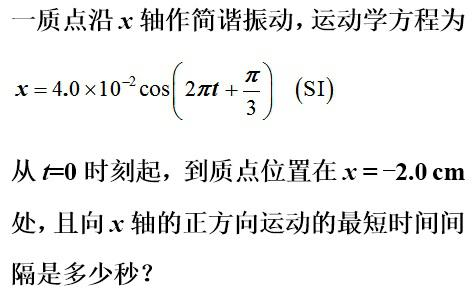 一质点沿 x 轴作简谐振动，运动学方程为
x = 4.0×10⁻²cos(2πt + π/3) (SI)
从 t=0 时刻起，到质点位置在 x = −2.0 cm
处，且向 x 轴的正方向运动的最短时间间
隔是多少秒？